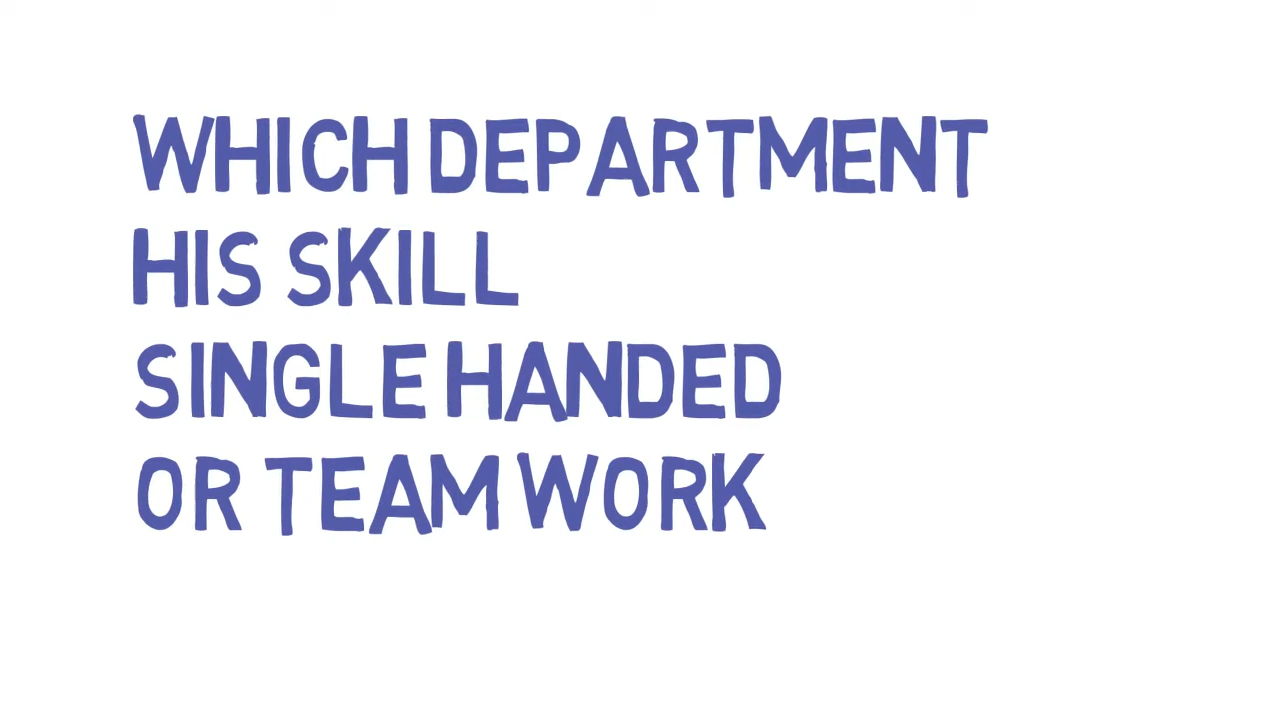 WHICH DEPARTMENT
HIS SKILL
SINGLE HANDED
OR TEAM WORK